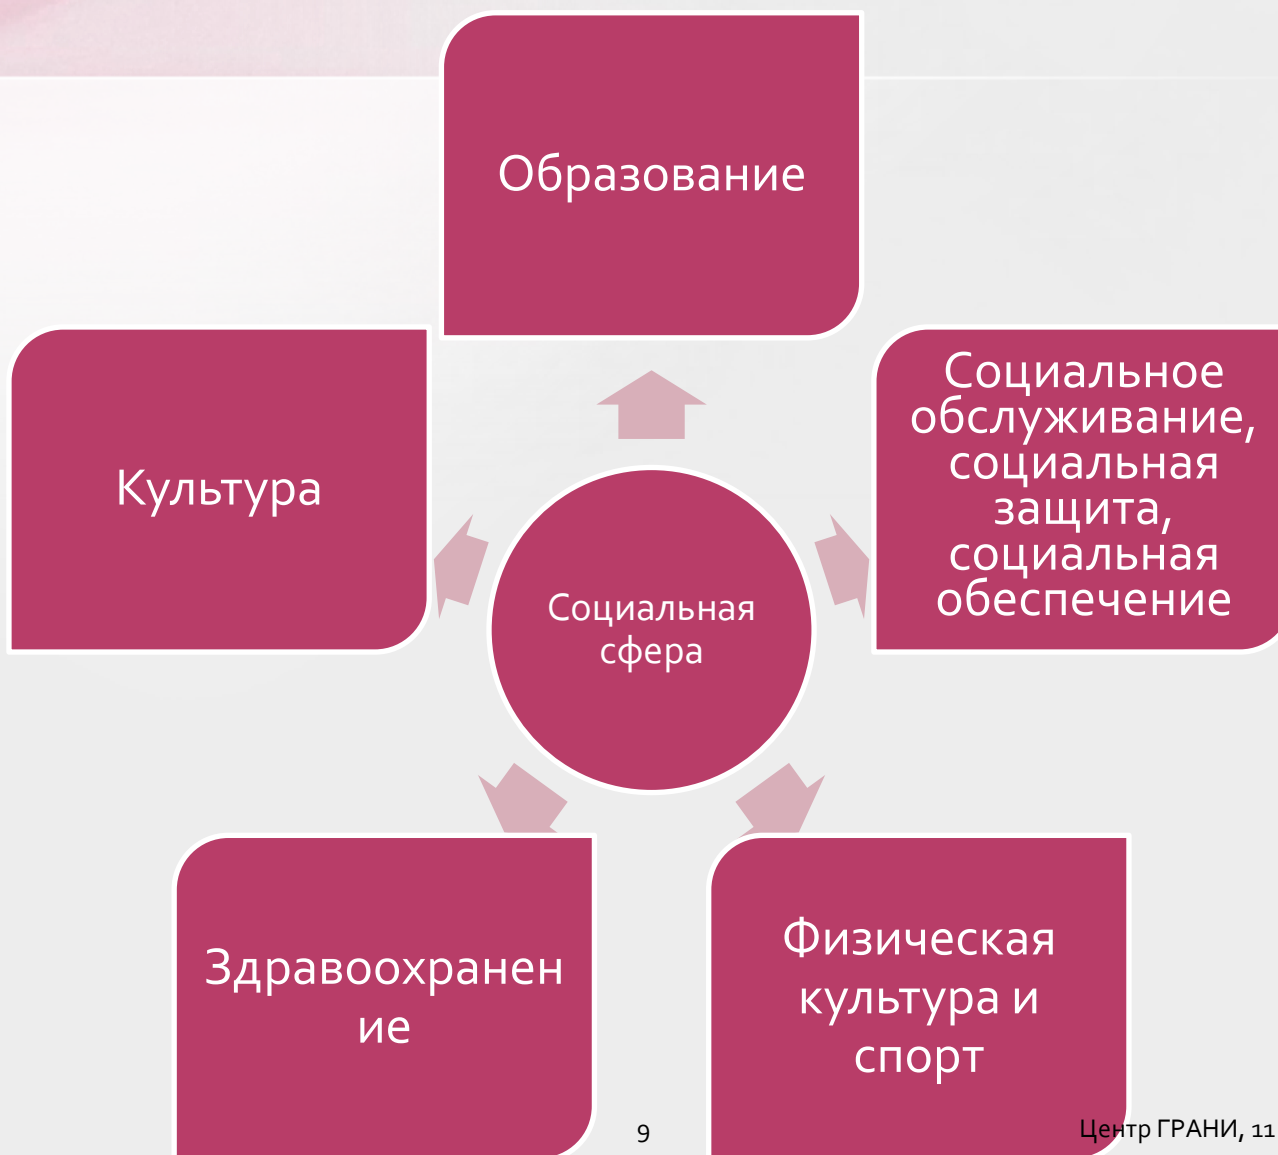 Образование
Культура
Социальное
обслуживание,
социальная
защита,
социальная
обеспечение
Социальная
сфера
Здравоохранен
ие
Физическая
культура и
спорт
9
Центр ГРАНИ, 11